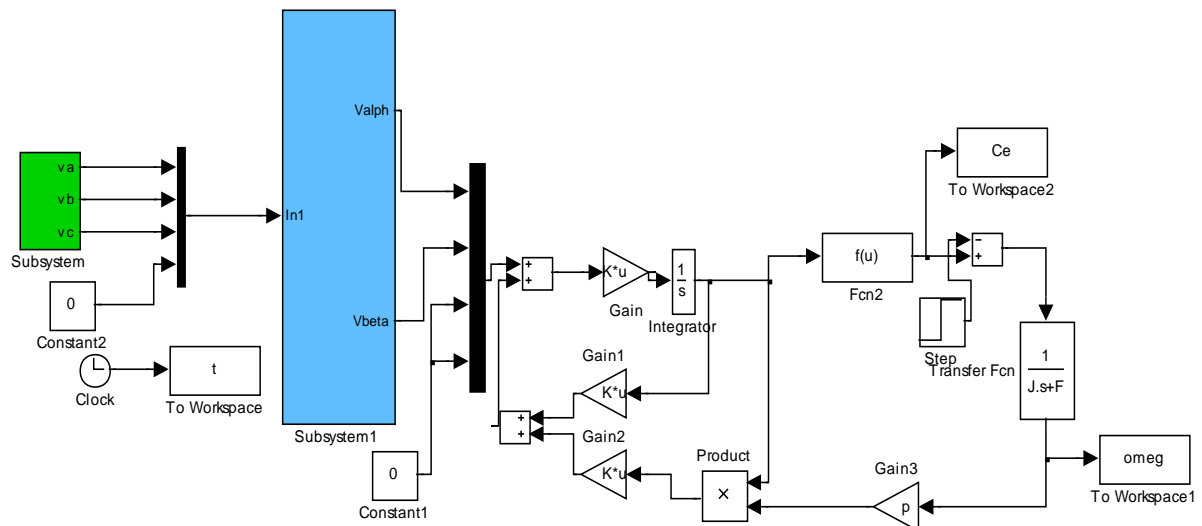 va
vb
vc
Subsystem
0
Constant2
Clock
t
To Workspace
In1
Valph
Vbeta
Subsystem1
0
Constant1
+
+
K*u
Gain
1
s
Integrator
Gain1
K*u
+
+
Gain2
K*u
Product
×
Gain3
p
f(u)
Fcn2
Ce
To Workspace2
−
+
Step
Transfer Fcn
1
J.s+F
omeg
To Workspace1